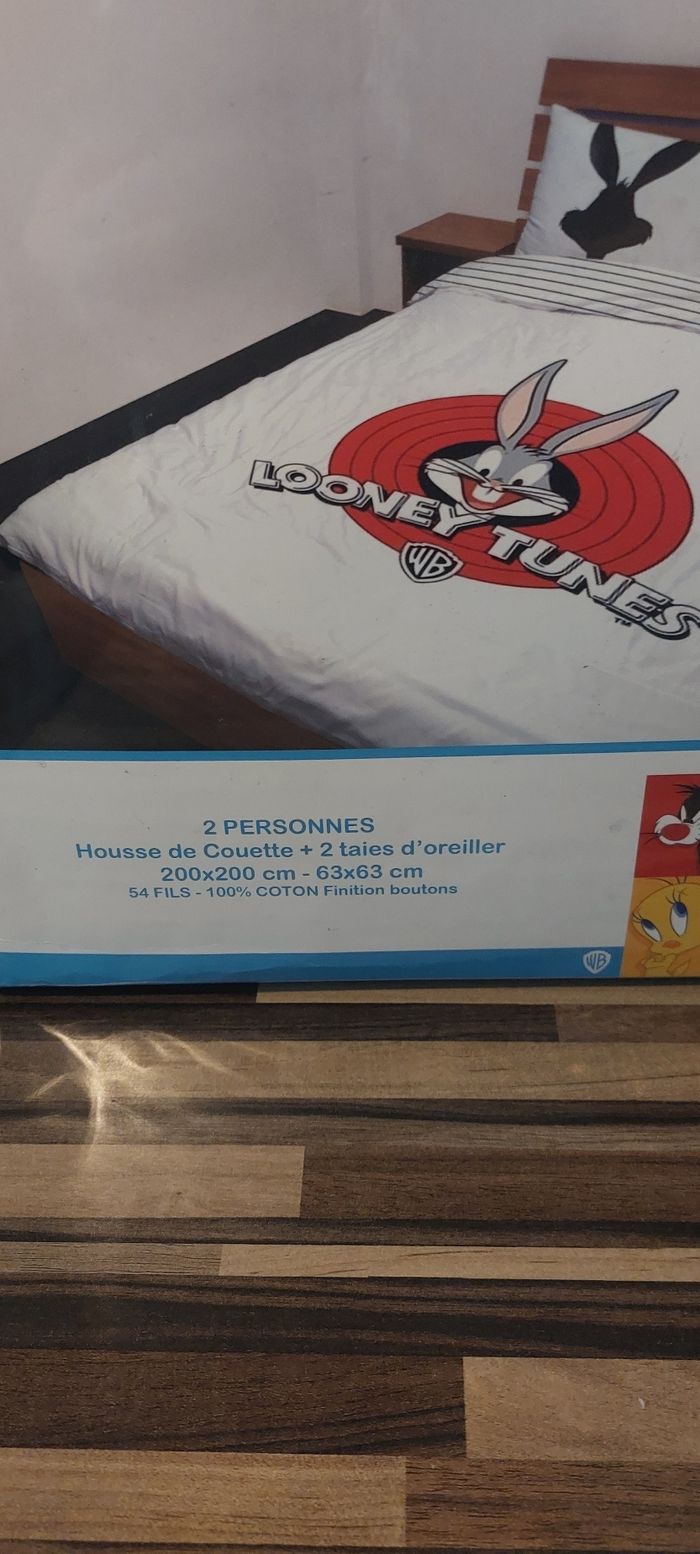 LOONEY TUNES
WB
TM
2 PERSONNES
Housse de Couette + 2 taies d'oreiller
200x200 cm - 63x63 cm
54 FILS - 100% COTON Finition boutons
WB